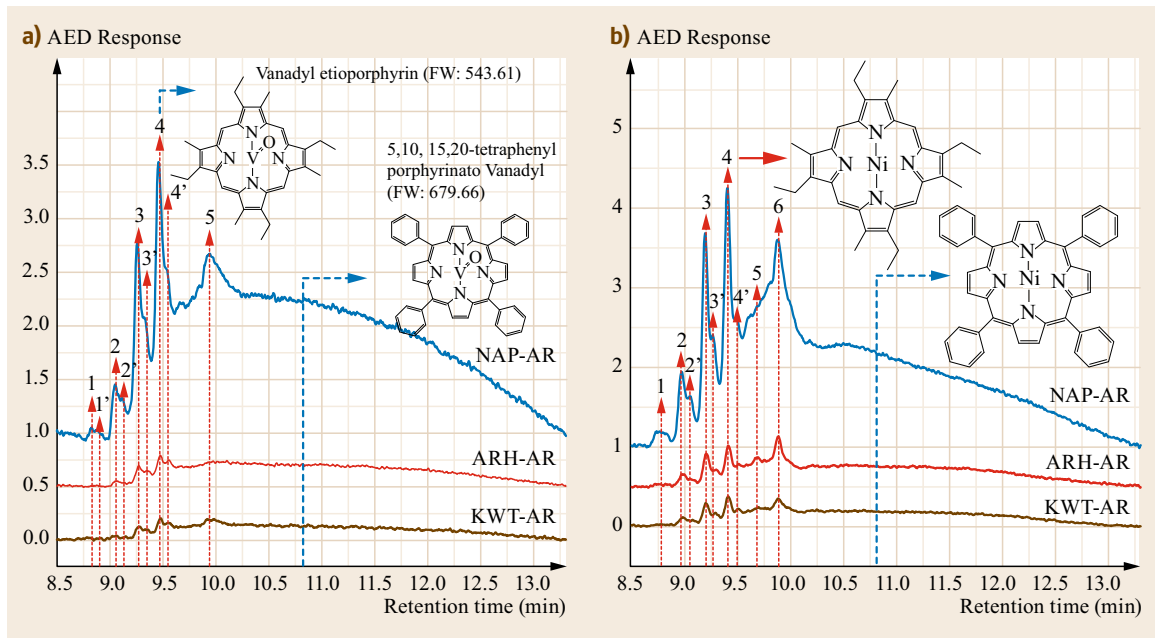 a) AED Response
Vanadyl etioporphyrin (FW: 543.61)
N
N V O N
N
5,10, 15,20-tetraphenyl
porphyrinato Vanadyl
(FW: 679.66)
N
N V O N
N
4
4'
3
3'
5
2
2'
1
1'
3.5
3.0
2.5
2.0
1.5
1.0
0.5
0.0
NAP-AR
ARH-AR
KWT-AR
8.5 9.0 9.5 10.0 10.5 11.0 11.5 12.0 12.5 13.0
Retention time (min)
b) AED Response
N
N Ni N
N
N
N Ni N
N
4
3
6
5
3'
4'
2
2'
1
5
4
3
2
1
0
NAP-AR
ARH-AR
KWT-AR
8.5 9.0 9.5 10.0 10.5 11.0 11.5 12.0 12.5 13.0
Retention time (min)